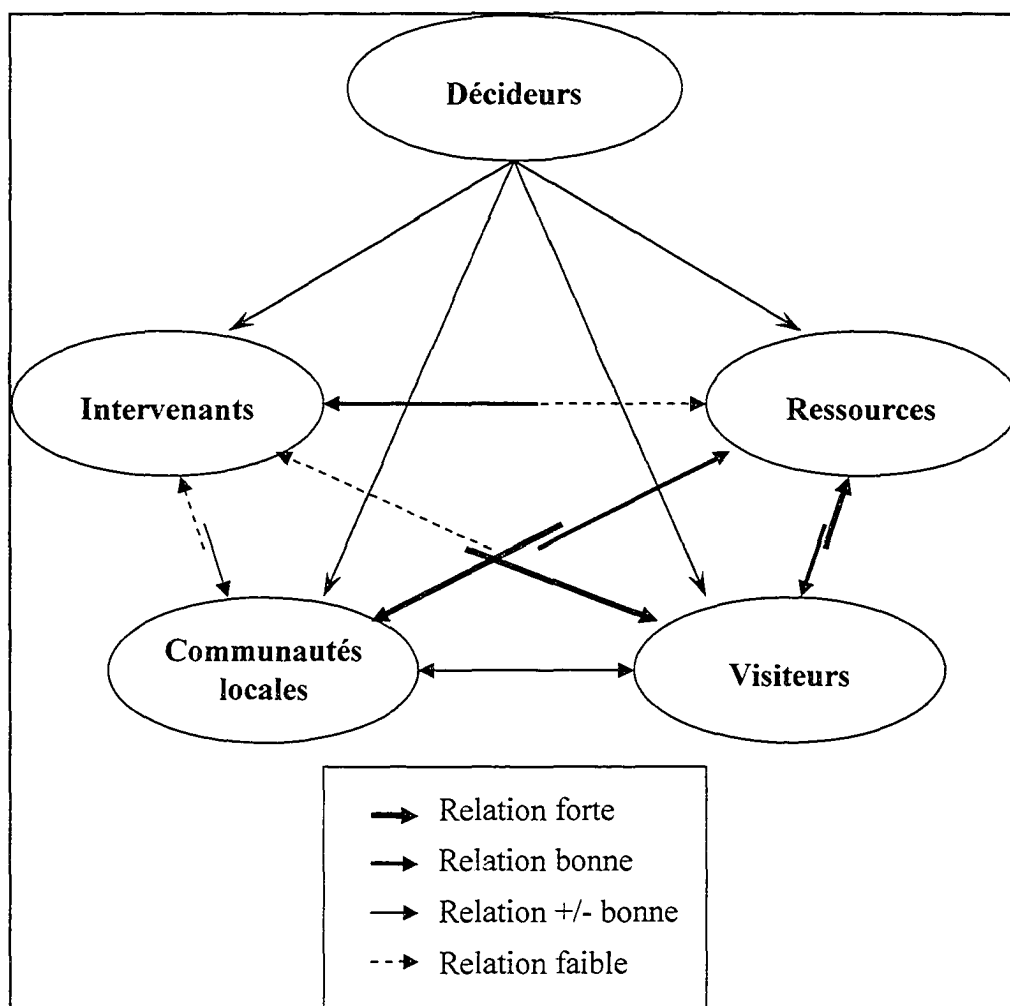 Décideurs
Intervenants
Ressources
Communautés
locales
Visiteurs
Relation forte
Relation bonne
Relation +/- bonne
Relation faible